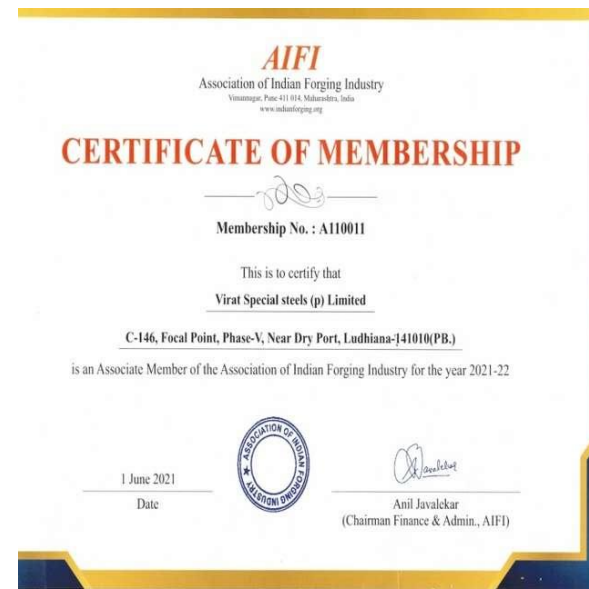 AIFI
Association of Indian Forging Industry
Vimannagar, Pune 411 014, Maharashtra, India
www.indianforging.org
CERTIFICATE OF MEMBERSHIP
Membership No. : A110011
This is to certify that
Virat Special steels (p) Limited
C-146, Focal Point, Phase-V, Near Dry Port, Ludhiana-141010(PB.)
is an Associate Member of the Association of Indian Forging Industry for the year 2021-22
ASSOCIATION OF INDIAN FORGING INDUSTRY
1 June 2021
Date
Javalekar
Anil Javalekar
(Chairman Finance & Admin., AIFI)